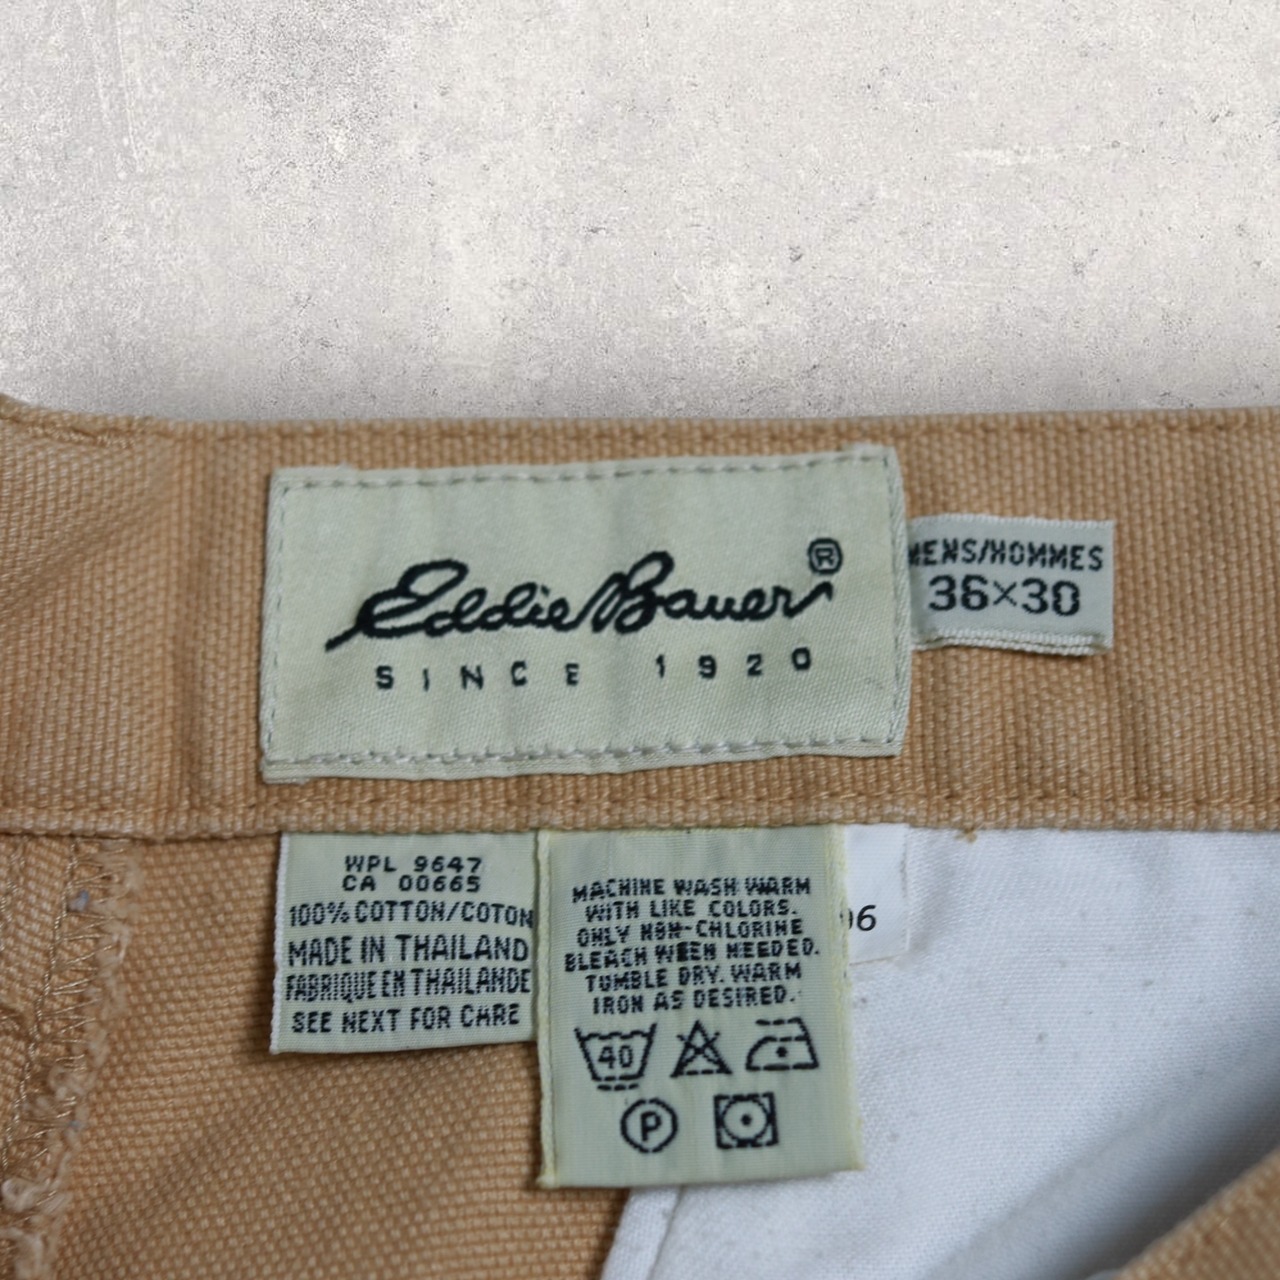 Eddie Bauer®
SINCE 1920
MENS/HOMMES
36×30
WPL 9647
CA 00665
100% COTTON/COTON
MADE IN THAILAND
FABRIQUE EN THAILANDE
SEE NEXT FOR CARE
MACHINE WASH WARM
WITH LIKE COLORS.
ONLY NON-CHLORINE
BLEACH WEEN NEEDED.
TUMBLE DRY. WARM
IRON AS DESIRED.
40
P